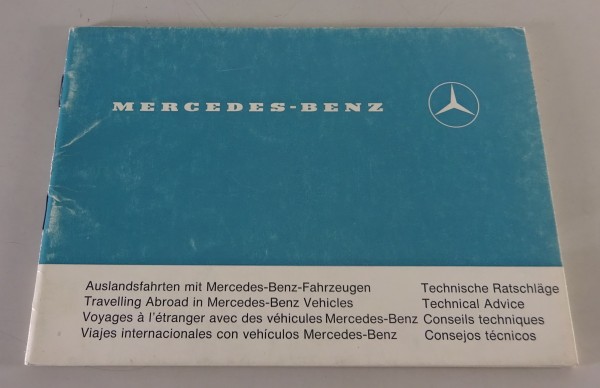 MERCEDES-BENZ
Auslandsfahrten mit Mercedes-Benz-Fahrzeugen Technische Ratschläge
Travelling Abroad in Mercedes-Benz Vehicles Technical Advice
Voyages à l'étranger avec des véhicules Mercedes-Benz Conseils techniques
Viajes internacionales con vehículos Mercedes-Benz Consejos técnicos